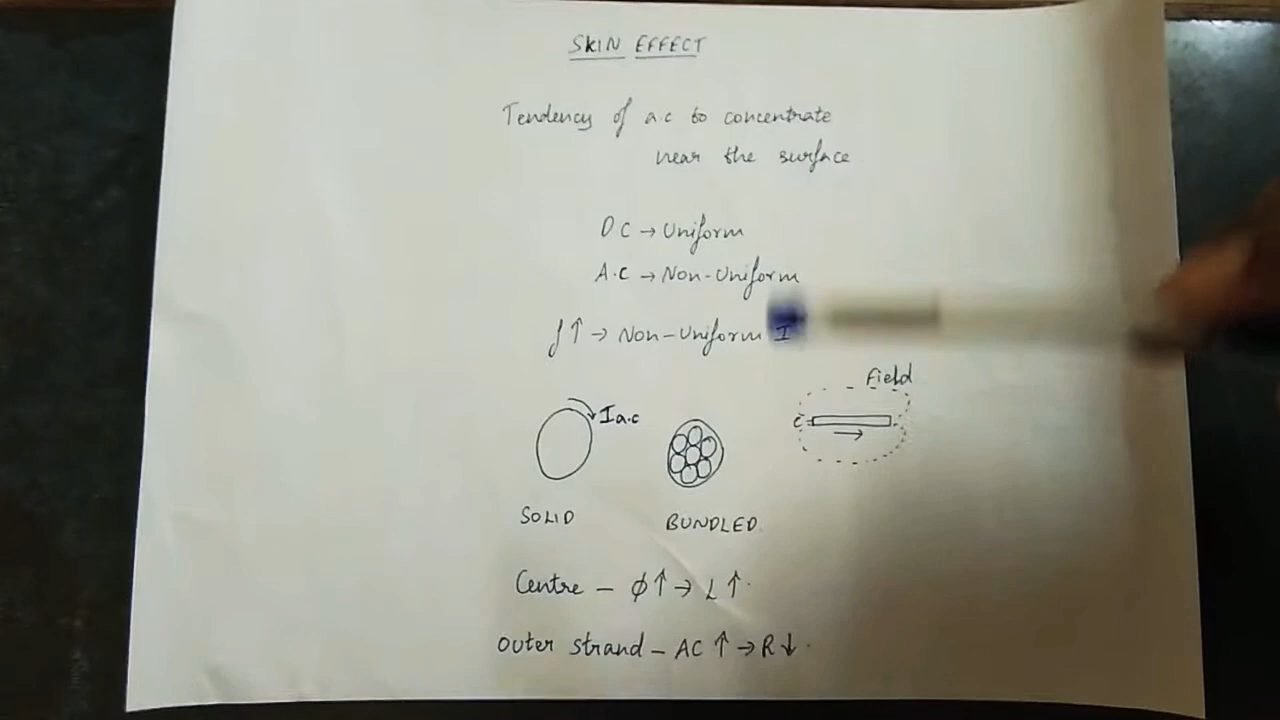 SKIN EFFECT
Tendency of a.c to concentrate
near the surface
DC → Uniform
A.C → Non-Uniform
f↑ → Non-Uniform I
Field
I a.c
SOLID
BUNDLED
Centre - ϕ↑ → L↑.
Outer strand - AC ↑ → R↓.